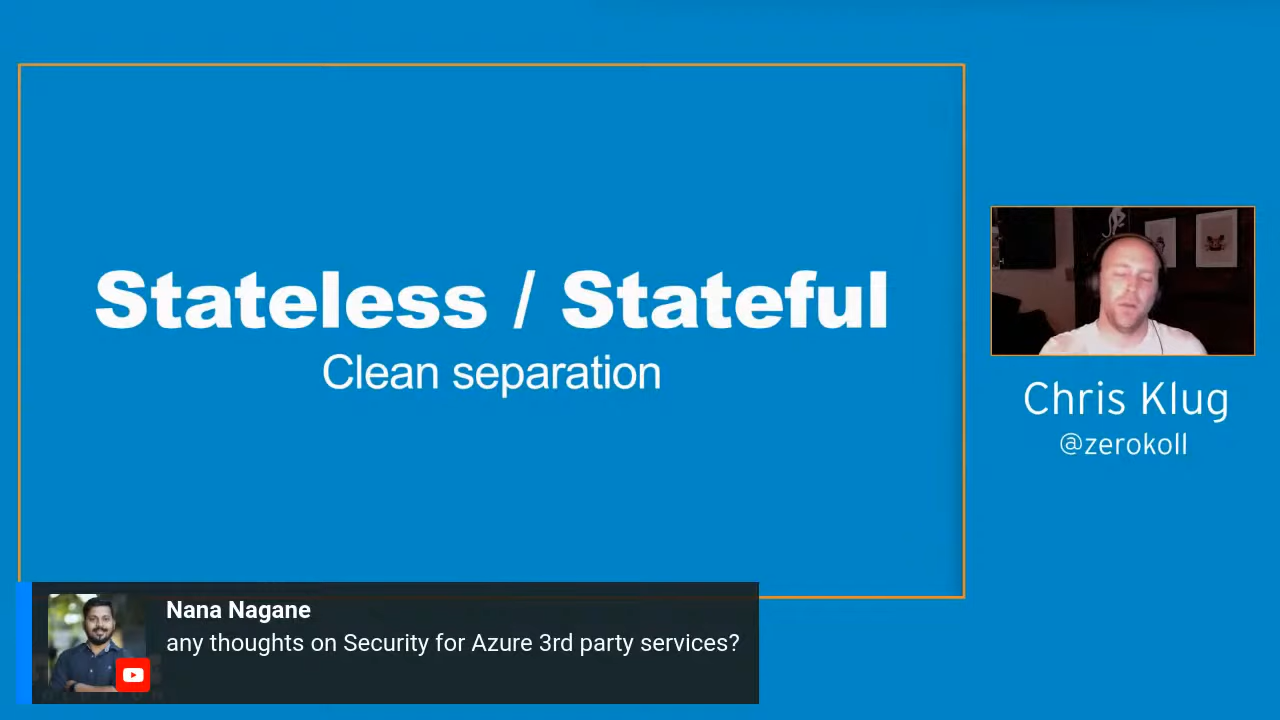 Stateless / Stateful
Clean separation
Chris Klug
@zerokoll
Nana Nagane
any thoughts on Security for Azure 3rd party services?